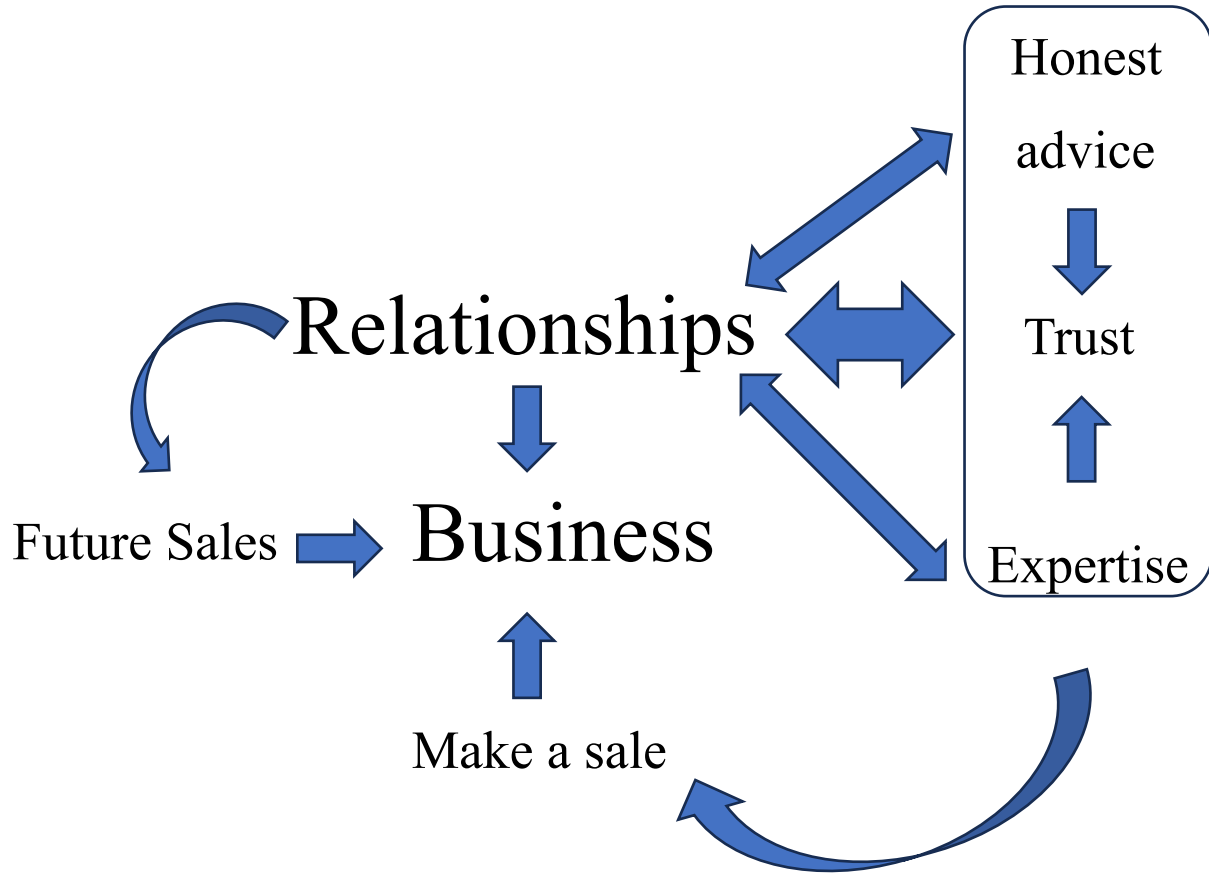 Honest
advice
Relationships
Trust
Future Sales
Business
Expertise
Make a sale